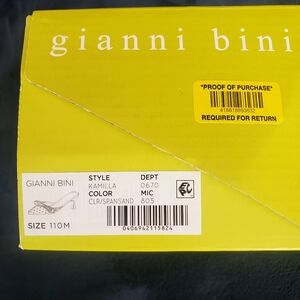 gianni bini
*PROOF OF PURCHASE*
REQUIRED FOR RETURN
GIANNI BINI
STYLE DEPT
KAMILLA 0670
COLOR MIC
CLR/SPANSAND 805
SIZE 110M
0406942115824